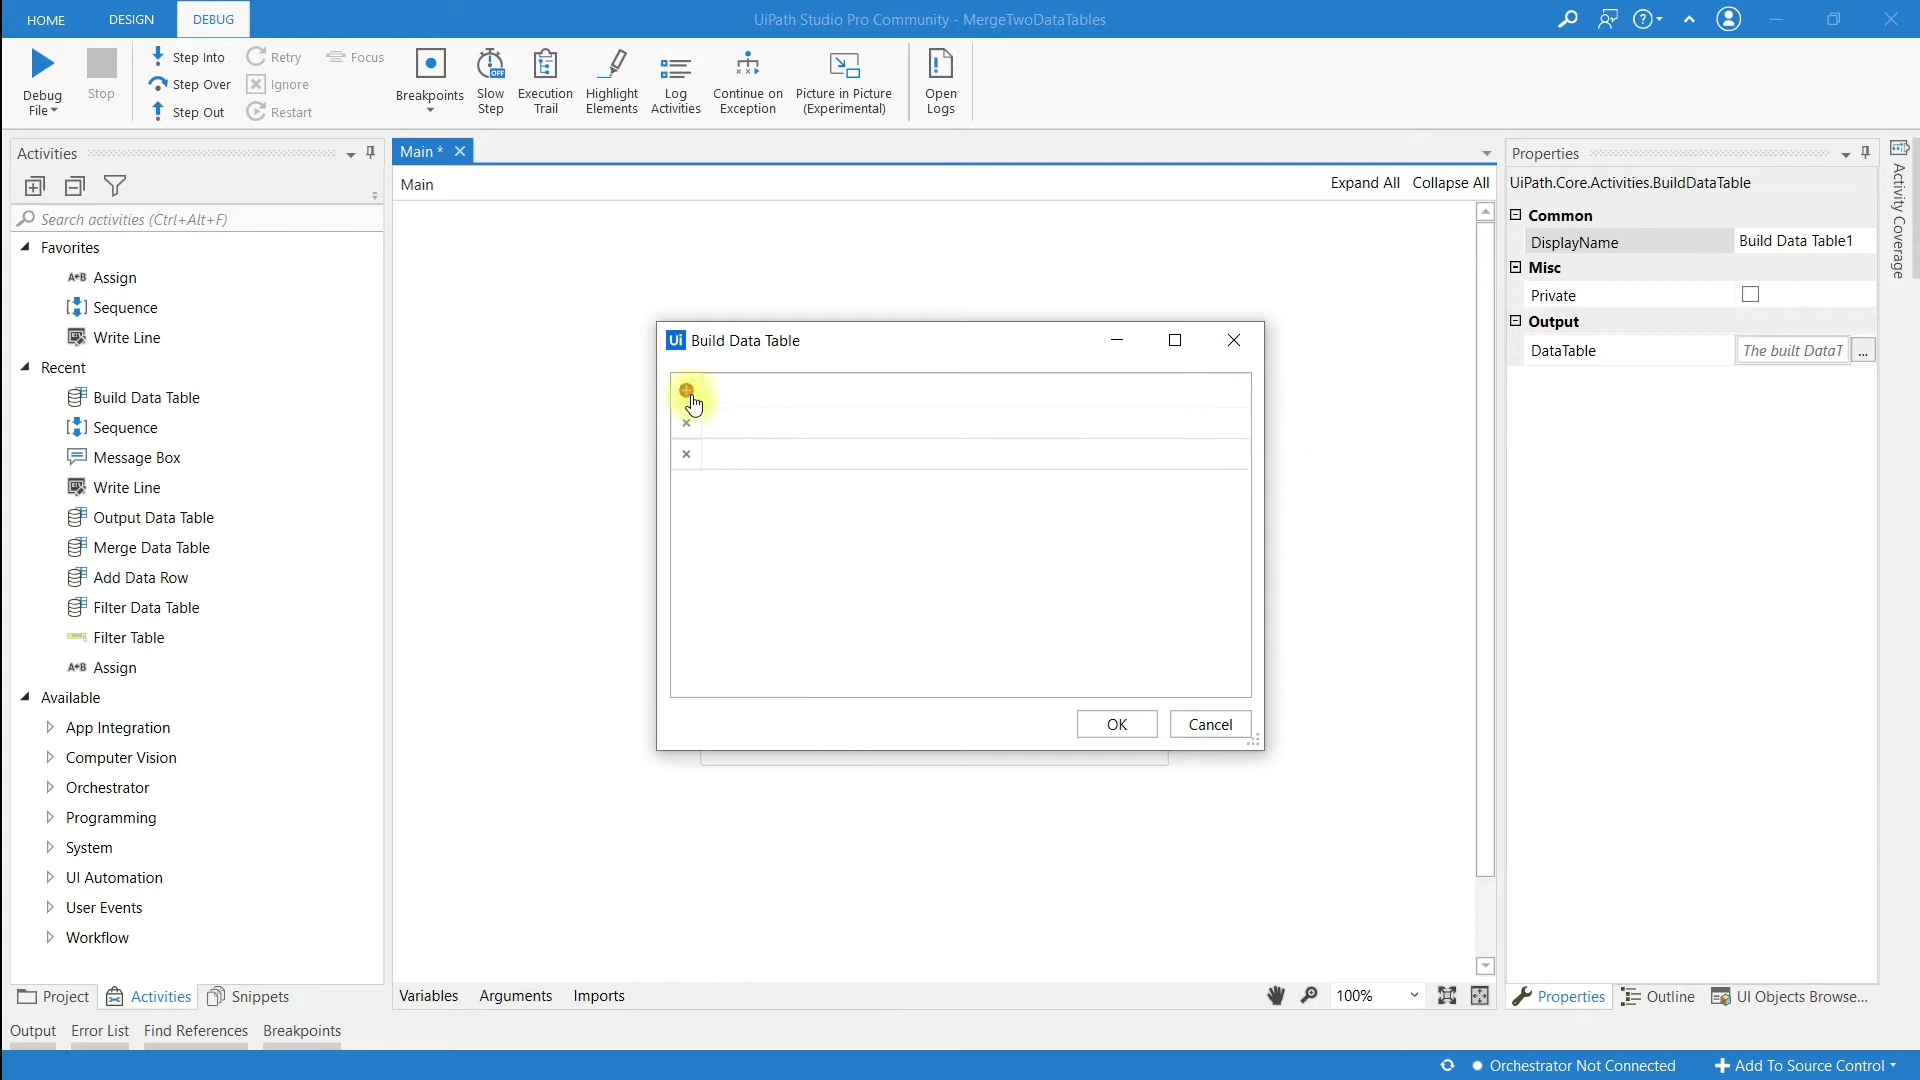 HOME
DESIGN
DEBUG
UiPath Studio Pro Community - MergeTwoDataTables
Debug
File
Stop
Step Into
Step Over
Step Out
Retry
Ignore
Restart
Focus
Breakpoints
OFF
Slow
Step
Execution
Trail
Highlight
Elements
Log
Activities
Continue on
Exception
Picture in Picture
(Experimental)
Open
Logs
Activities
Search activities (Ctrl+Alt+F)
Favorites
A+B Assign
Sequence
Write Line
Recent
Build Data Table
Sequence
Message Box
Write Line
Output Data Table
Merge Data Table
Add Data Row
Filter Data Table
Filter Table
A+B Assign
Available
App Integration
Computer Vision
Orchestrator
Programming
System
UI Automation
User Events
Workflow
Project
Activities
Snippets
Main *
Main
Expand All
Collapse All
Ui Build Data Table
OK
Cancel
Variables
Arguments
Imports
100%
Properties
UiPath.Core.Activities.BuildDataTable
Common
DisplayName
Build Data Table1
Misc
Private
Output
DataTable
The built DataT
...
Activity Coverage
Properties
Outline
UI Objects Browse...
Output
Error List
Find References
Breakpoints
Orchestrator Not Connected
Add To Source Control